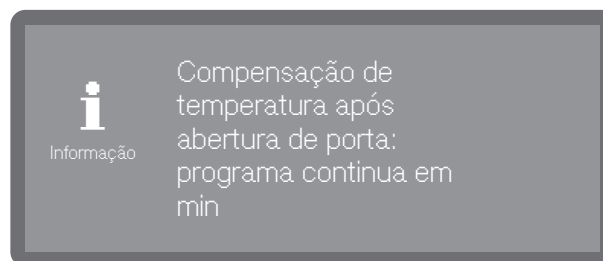 Informação
Compensação de
temperatura após
abertura de porta:
programa continua em
min